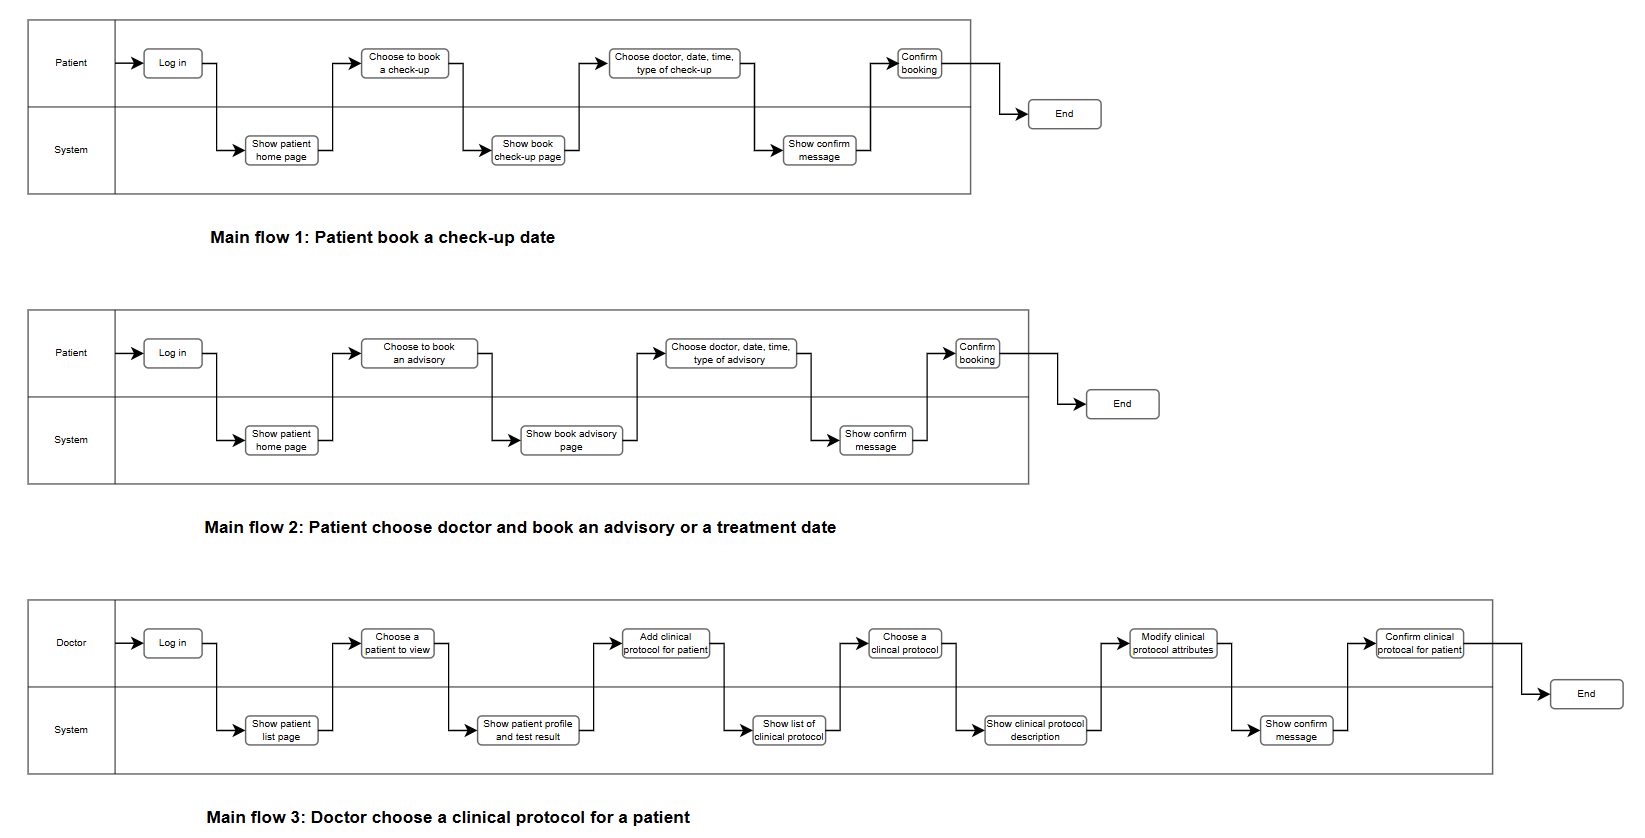 Patient
Log in
Choose to book
a check-up
Choose doctor, date, time,
type of check-up
Confirm
booking
End
System
Show patient
home page
Show book
check-up page
Show confirm
message
Main flow 1: Patient book a check-up date
Patient
Log in
Choose to book
an advisory
Choose doctor, date, time,
type of advisory
Confirm
booking
End
System
Show patient
home page
Show book advisory
page
Show confirm
message
Main flow 2: Patient choose doctor and book an advisory or a treatment date
Doctor
Log in
Choose a
patient to view
Add clinical
protocol for patient
Choose a
clincal protocol
Modify clinical
protocol attributes
Confirm clinical
protocal for patient
End
System
Show patient
list page
Show patient profile
and test result
Show list of
clinical protocol
Show clinical protocol
description
Show confirm
message
Main flow 3: Doctor choose a clinical protocol for a patient